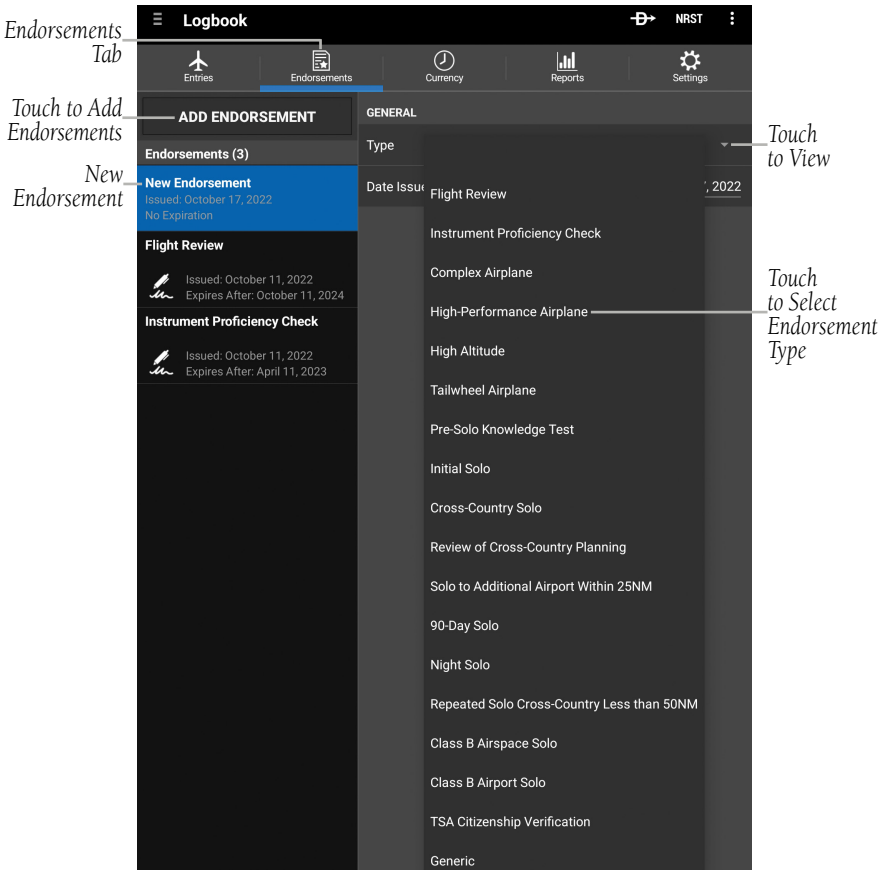 Logbook
NRST
Endorsements
Tab
Entries
Endorsements
Currency
Reports
Settings
Touch to Add
Endorsements
ADD ENDORSEMENT
Endorsements (3)
New
Endorsement
New Endorsement
Issued: October 17, 2022
No Expiration
Flight Review
Issued: October 11, 2022
Expires After: October 11, 2024
Instrument Proficiency Check
Issued: October 11, 2022
Expires After: April 11, 2023
GENERAL
Type
Touch
to View
Date Issue
, 2022
Flight Review
Instrument Proficiency Check
Complex Airplane
High-Performance Airplane
High Altitude
Tailwheel Airplane
Pre-Solo Knowledge Test
Initial Solo
Cross-Country Solo
Review of Cross-Country Planning
Solo to Additional Airport Within 25NM
90-Day Solo
Night Solo
Repeated Solo Cross-Country Less than 50NM
Class B Airspace Solo
Class B Airport Solo
TSA Citizenship Verification
Generic
Touch
to Select
Endorsement
Type